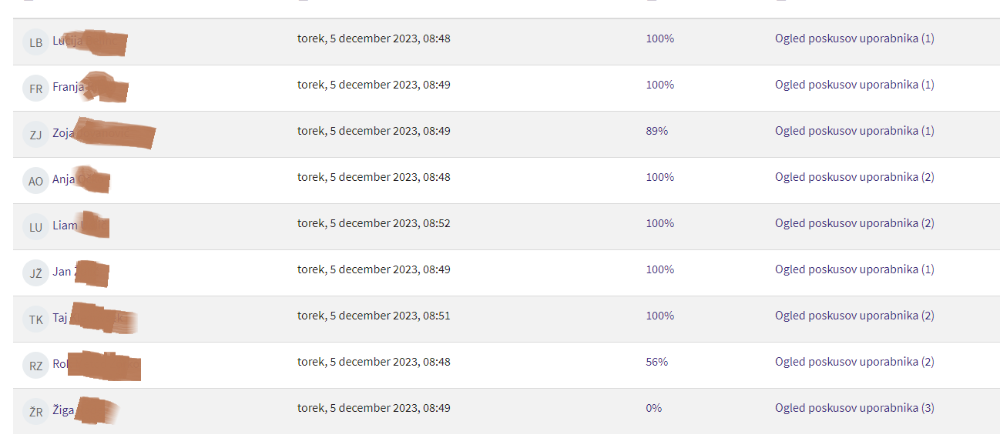 LB Lucija torek, 5 december 2023, 08:48 100% Ogled poskusov uporabnika (1)
FR Franja torek, 5 december 2023, 08:49 100% Ogled poskusov uporabnika (1)
ZJ Zoja torek, 5 december 2023, 08:49 89% Ogled poskusov uporabnika (1)
AO Anja torek, 5 december 2023, 08:48 100% Ogled poskusov uporabnika (2)
LU Liam torek, 5 december 2023, 08:52 100% Ogled poskusov uporabnika (2)
JŽ Jan torek, 5 december 2023, 08:49 100% Ogled poskusov uporabnika (1)
TK Taj torek, 5 december 2023, 08:51 100% Ogled poskusov uporabnika (2)
RZ torek, 5 december 2023, 08:48 56% Ogled poskusov uporabnika (2)
ŽR Žiga torek, 5 december 2023, 08:49 0% Ogled poskusov uporabnika (3)